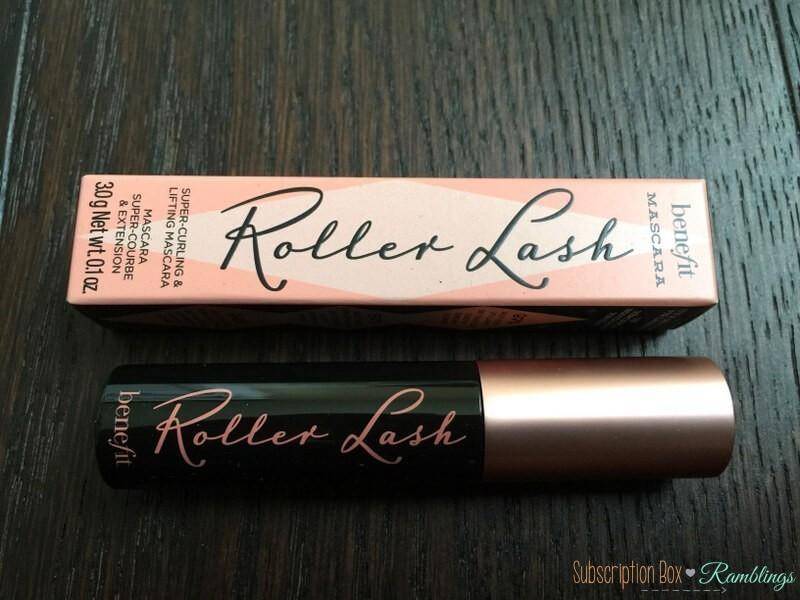 benefit
MASCARA
Roller Lash
SUPER-CURLING &
LIFTING MASCARA
MASCARA
SUPER-COURBE
& EXTENSION
3.0 g Net wt. 0.1 oz.
benefit
Roller Lash
Subscription Box Ramblings